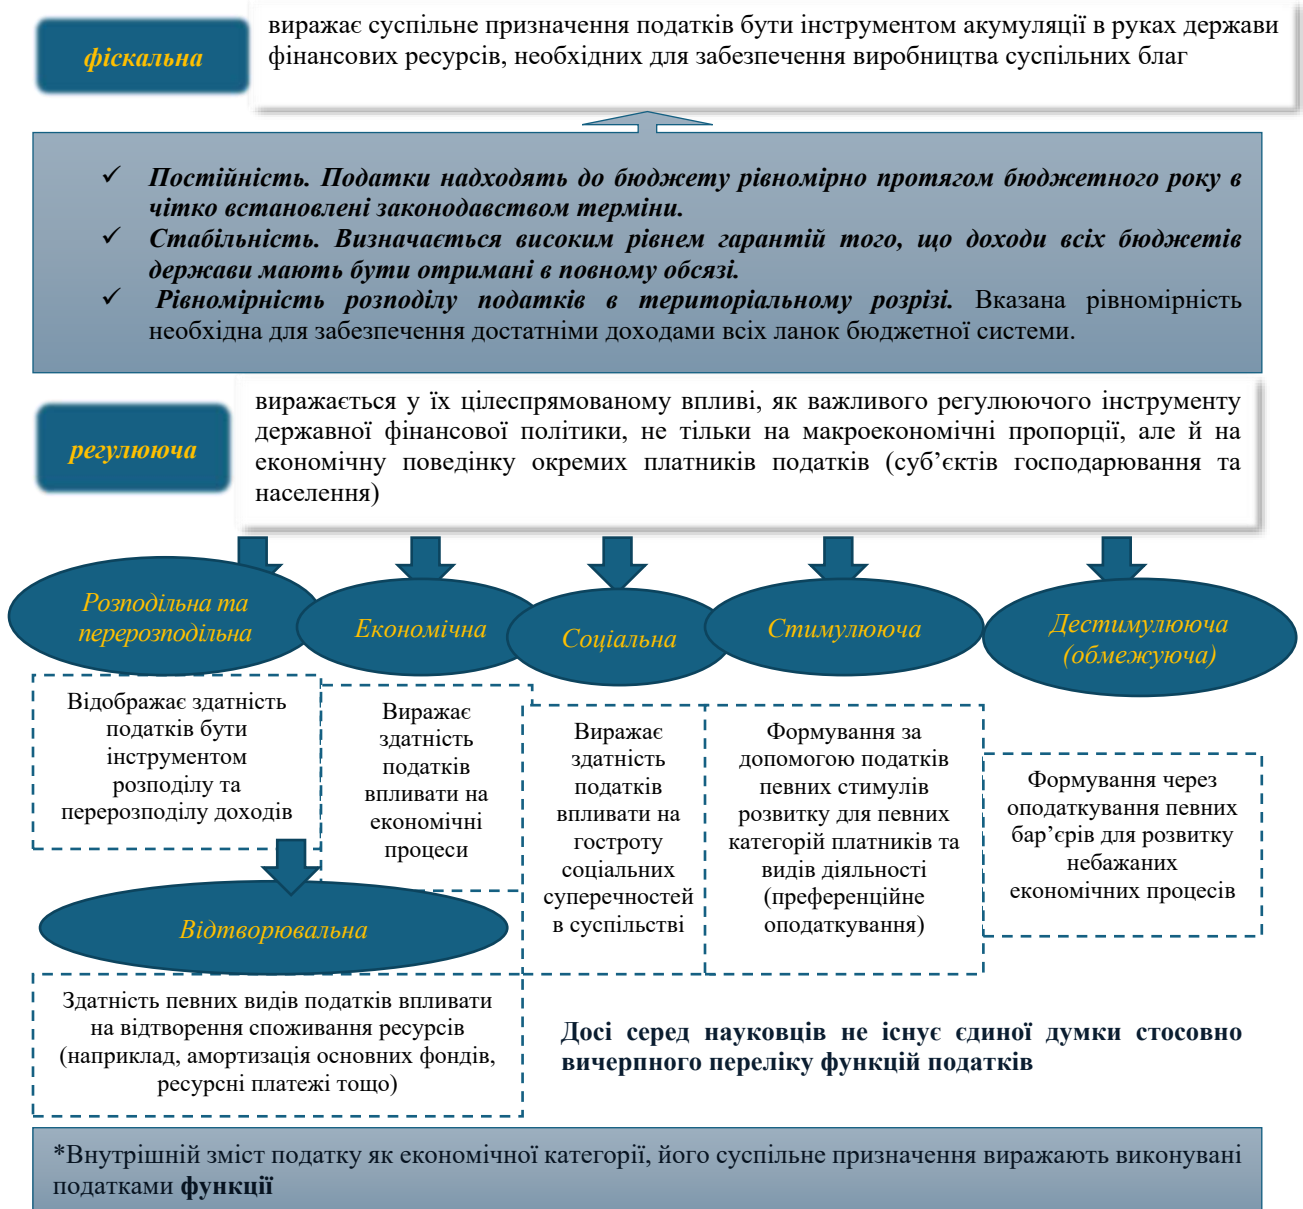 фіскальна
виражає суспільне призначення податків бути інструментом акумуляції в руках держави
фінансових ресурсів, необхідних для забезпечення виробництва суспільних благ
✓ Постійність. Податки надходять до бюджету рівномірно протягом бюджетного року в
чітко встановлені законодавством терміни.
✓ Стабільність. Визначається високим рівнем гарантій того, що доходи всіх бюджетів
держави мають бути отримані в повному обсязі.
✓ Рівномірність розподілу податків в територіальному розрізі. Вказана рівномірність
необхідна для забезпечення достатніми доходами всіх ланок бюджетної системи.
регулююча
виражається у їх цілеспрямованому впливі, як важливого регулюючого інструменту
державної фінансової політики, не тільки на макроекономічні пропорції, але й на
економічну поведінку окремих платників податків (суб’єктів господарювання та
населення)
Розподільна та
перерозподільна
Економічна
Соціальна
Стимулююча
Дестимулююча
(обмежуюча)
Відображає здатність
податків бути
інструментом
розподілу та
перерозподілу доходів
Виражає
здатність
податків
впливати на
економічні
процеси
Виражає
здатність
податків
впливати на
гостроту
соціальних
суперечностей
в суспільстві
Формування за
допомогою податків
певних стимулів
розвитку для певних
категорій платників та
видів діяльності
(преференційне
оподаткування)
Формування через
оподаткування певних
бар’єрів для розвитку
небажаних
економічних процесів
Відтворювальна
Здатність певних видів податків впливати
на відтворення споживання ресурсів
(наприклад, амортизація основних фондів,
ресурсні платежі тощо)
Досі серед науковців не існує єдиної думки стосовно
вичерпного переліку функцій податків
*Внутрішній зміст податку як економічної категорії, його суспільне призначення виражають виконувані
податками функції